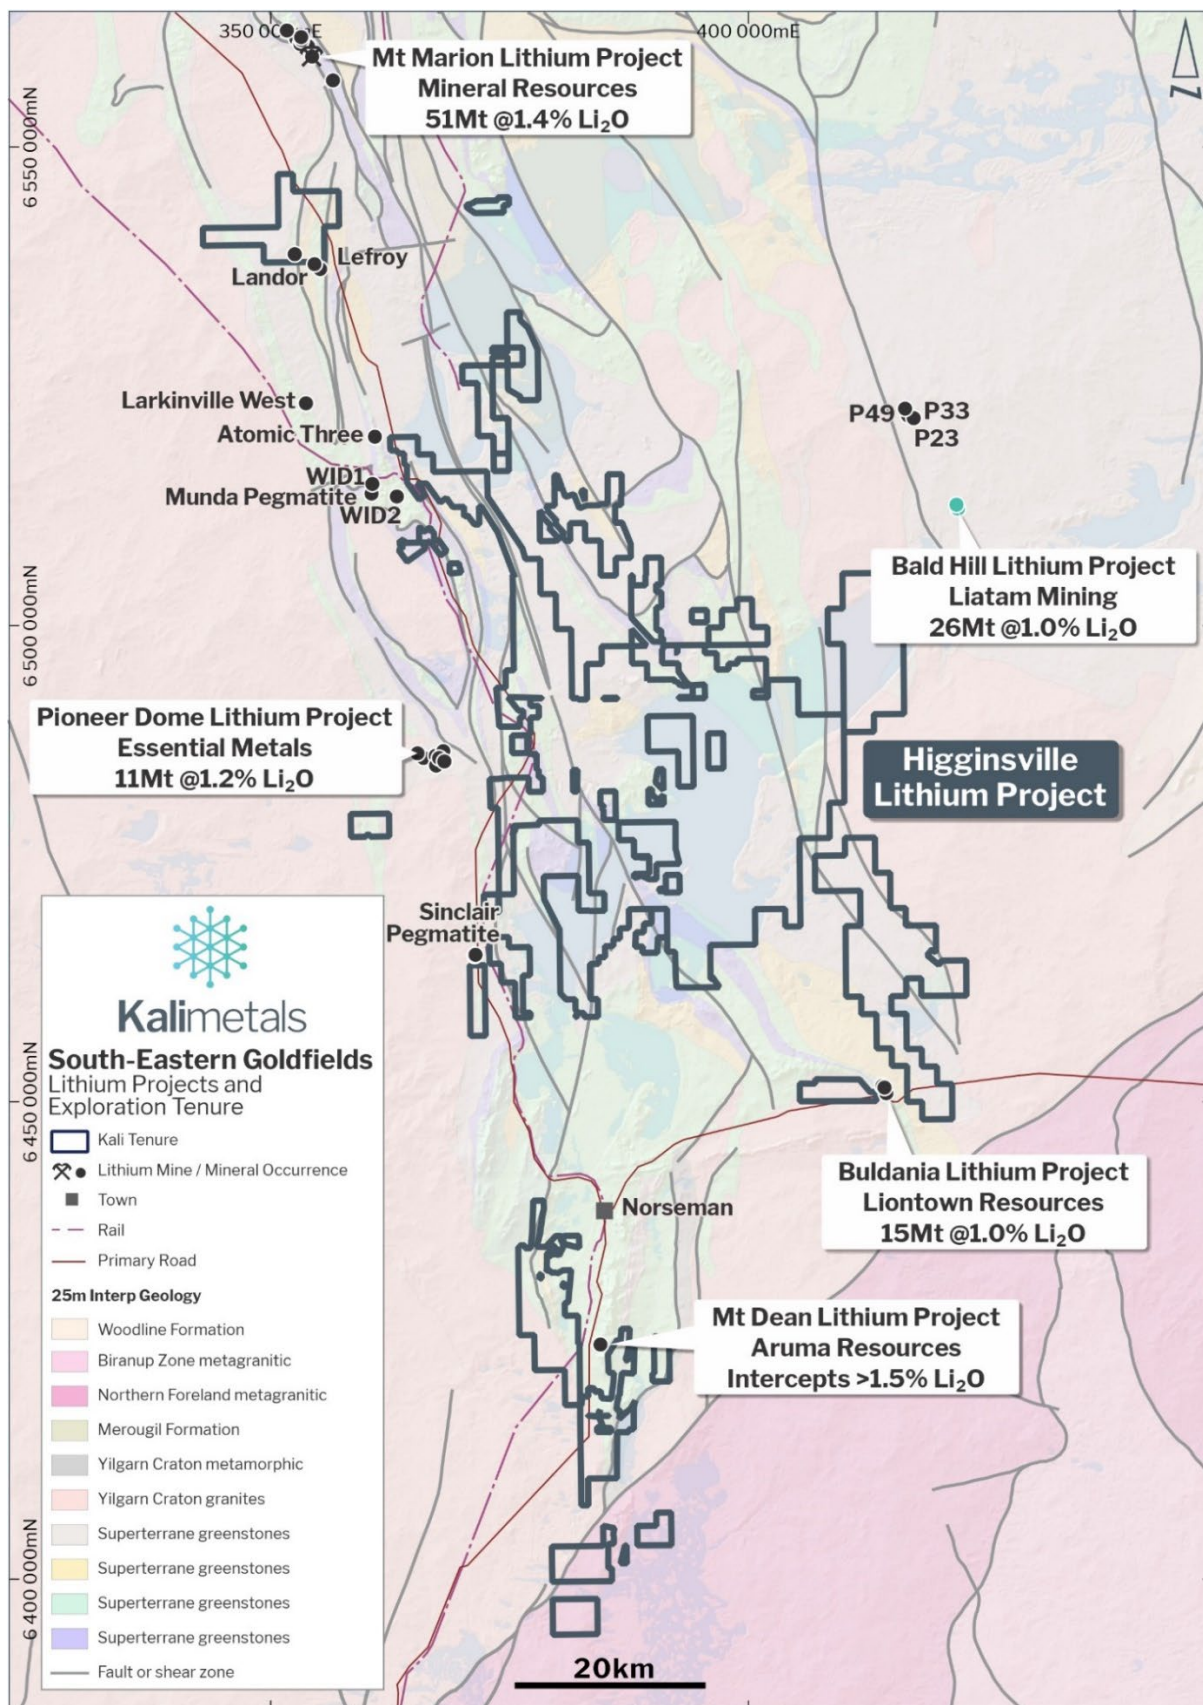 350 000mE
400 000mE
Z
6 550 000mN
6 500 000mN
6 450 000mN
6 400 000mN
Mt Marion Lithium Project
Mineral Resources
51Mt @1.4% Li₂O
Lefroy
Landor
Larkinville West
Atomic Three
WID1
Munda Pegmatite
WID2
P49
P33
P23
Bald Hill Lithium Project
Liatam Mining
26Mt @1.0% Li₂O
Pioneer Dome Lithium Project
Essential Metals
11Mt @1.2% Li₂O
Higginsville
Lithium Project
Sinclair
Pegmatite
Buldania Lithium Project
Liontown Resources
15Mt @1.0% Li₂O
Norseman
Mt Dean Lithium Project
Aruma Resources
Intercepts >1.5% Li₂O
Kalimetals
South-Eastern Goldfields
Lithium Projects and
Exploration Tenure
Kali Tenure
Lithium Mine / Mineral Occurrence
Town
Rail
Primary Road
25m Interp Geology
Woodline Formation
Biranup Zone metagranitic
Northern Foreland metagranitic
Merougil Formation
Yilgarn Craton metamorphic
Yilgarn Craton granites
Superterrane greenstones
Superterrane greenstones
Superterrane greenstones
Superterrane greenstones
Fault or shear zone
20km